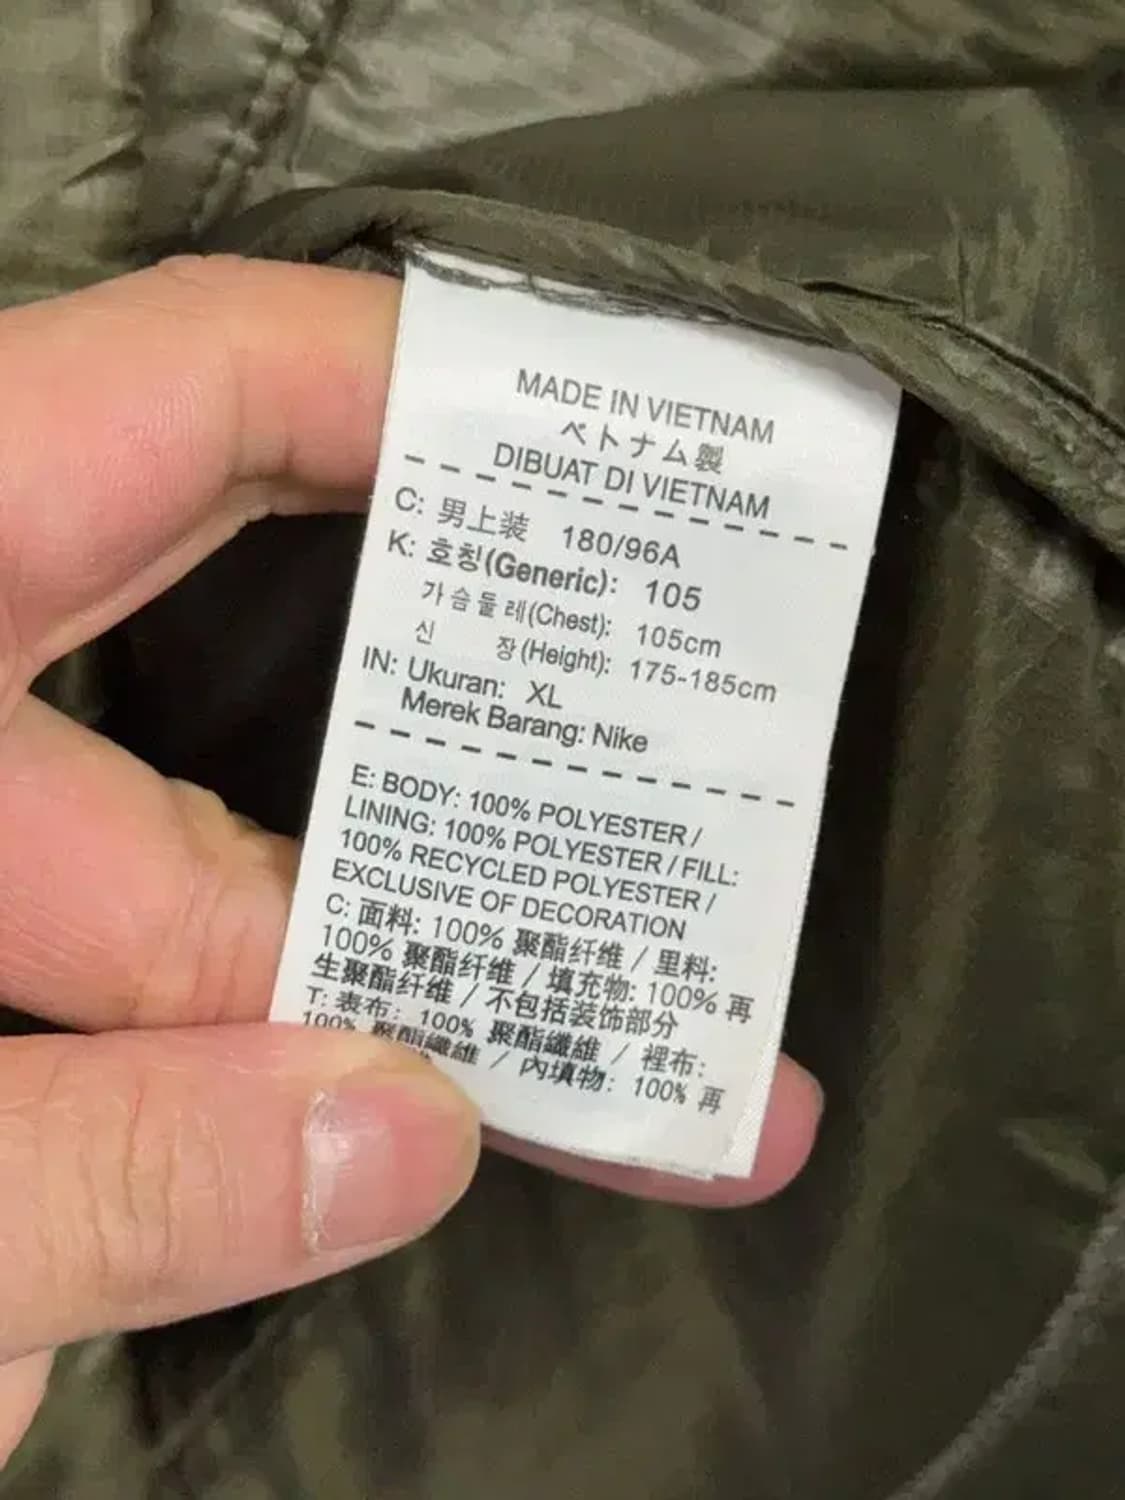 MADE IN VIETNAM
ベトナム製
DIBUAT DI VIETNAM
C: 男上装 180/96A
K: 호칭(Generic): 105
가슴둘레(Chest): 105cm
신 장(Height): 175-185cm
IN: Ukuran: XL
Merek Barang: Nike
E: BODY: 100% POLYESTER /
LINING: 100% POLYESTER / FILL:
100% RECYCLED POLYESTER /
EXCLUSIVE OF DECORATION
C: 面料: 100% 聚酯纤维 / 里料:
100% 聚酯纤维 / 填充物: 100% 再
生聚酯纤维 / 不包括装饰部分
T: 表布: 100% 聚酯纖維 / 裡布:
100% 聚酯纖維 / 內填物: 100% 再